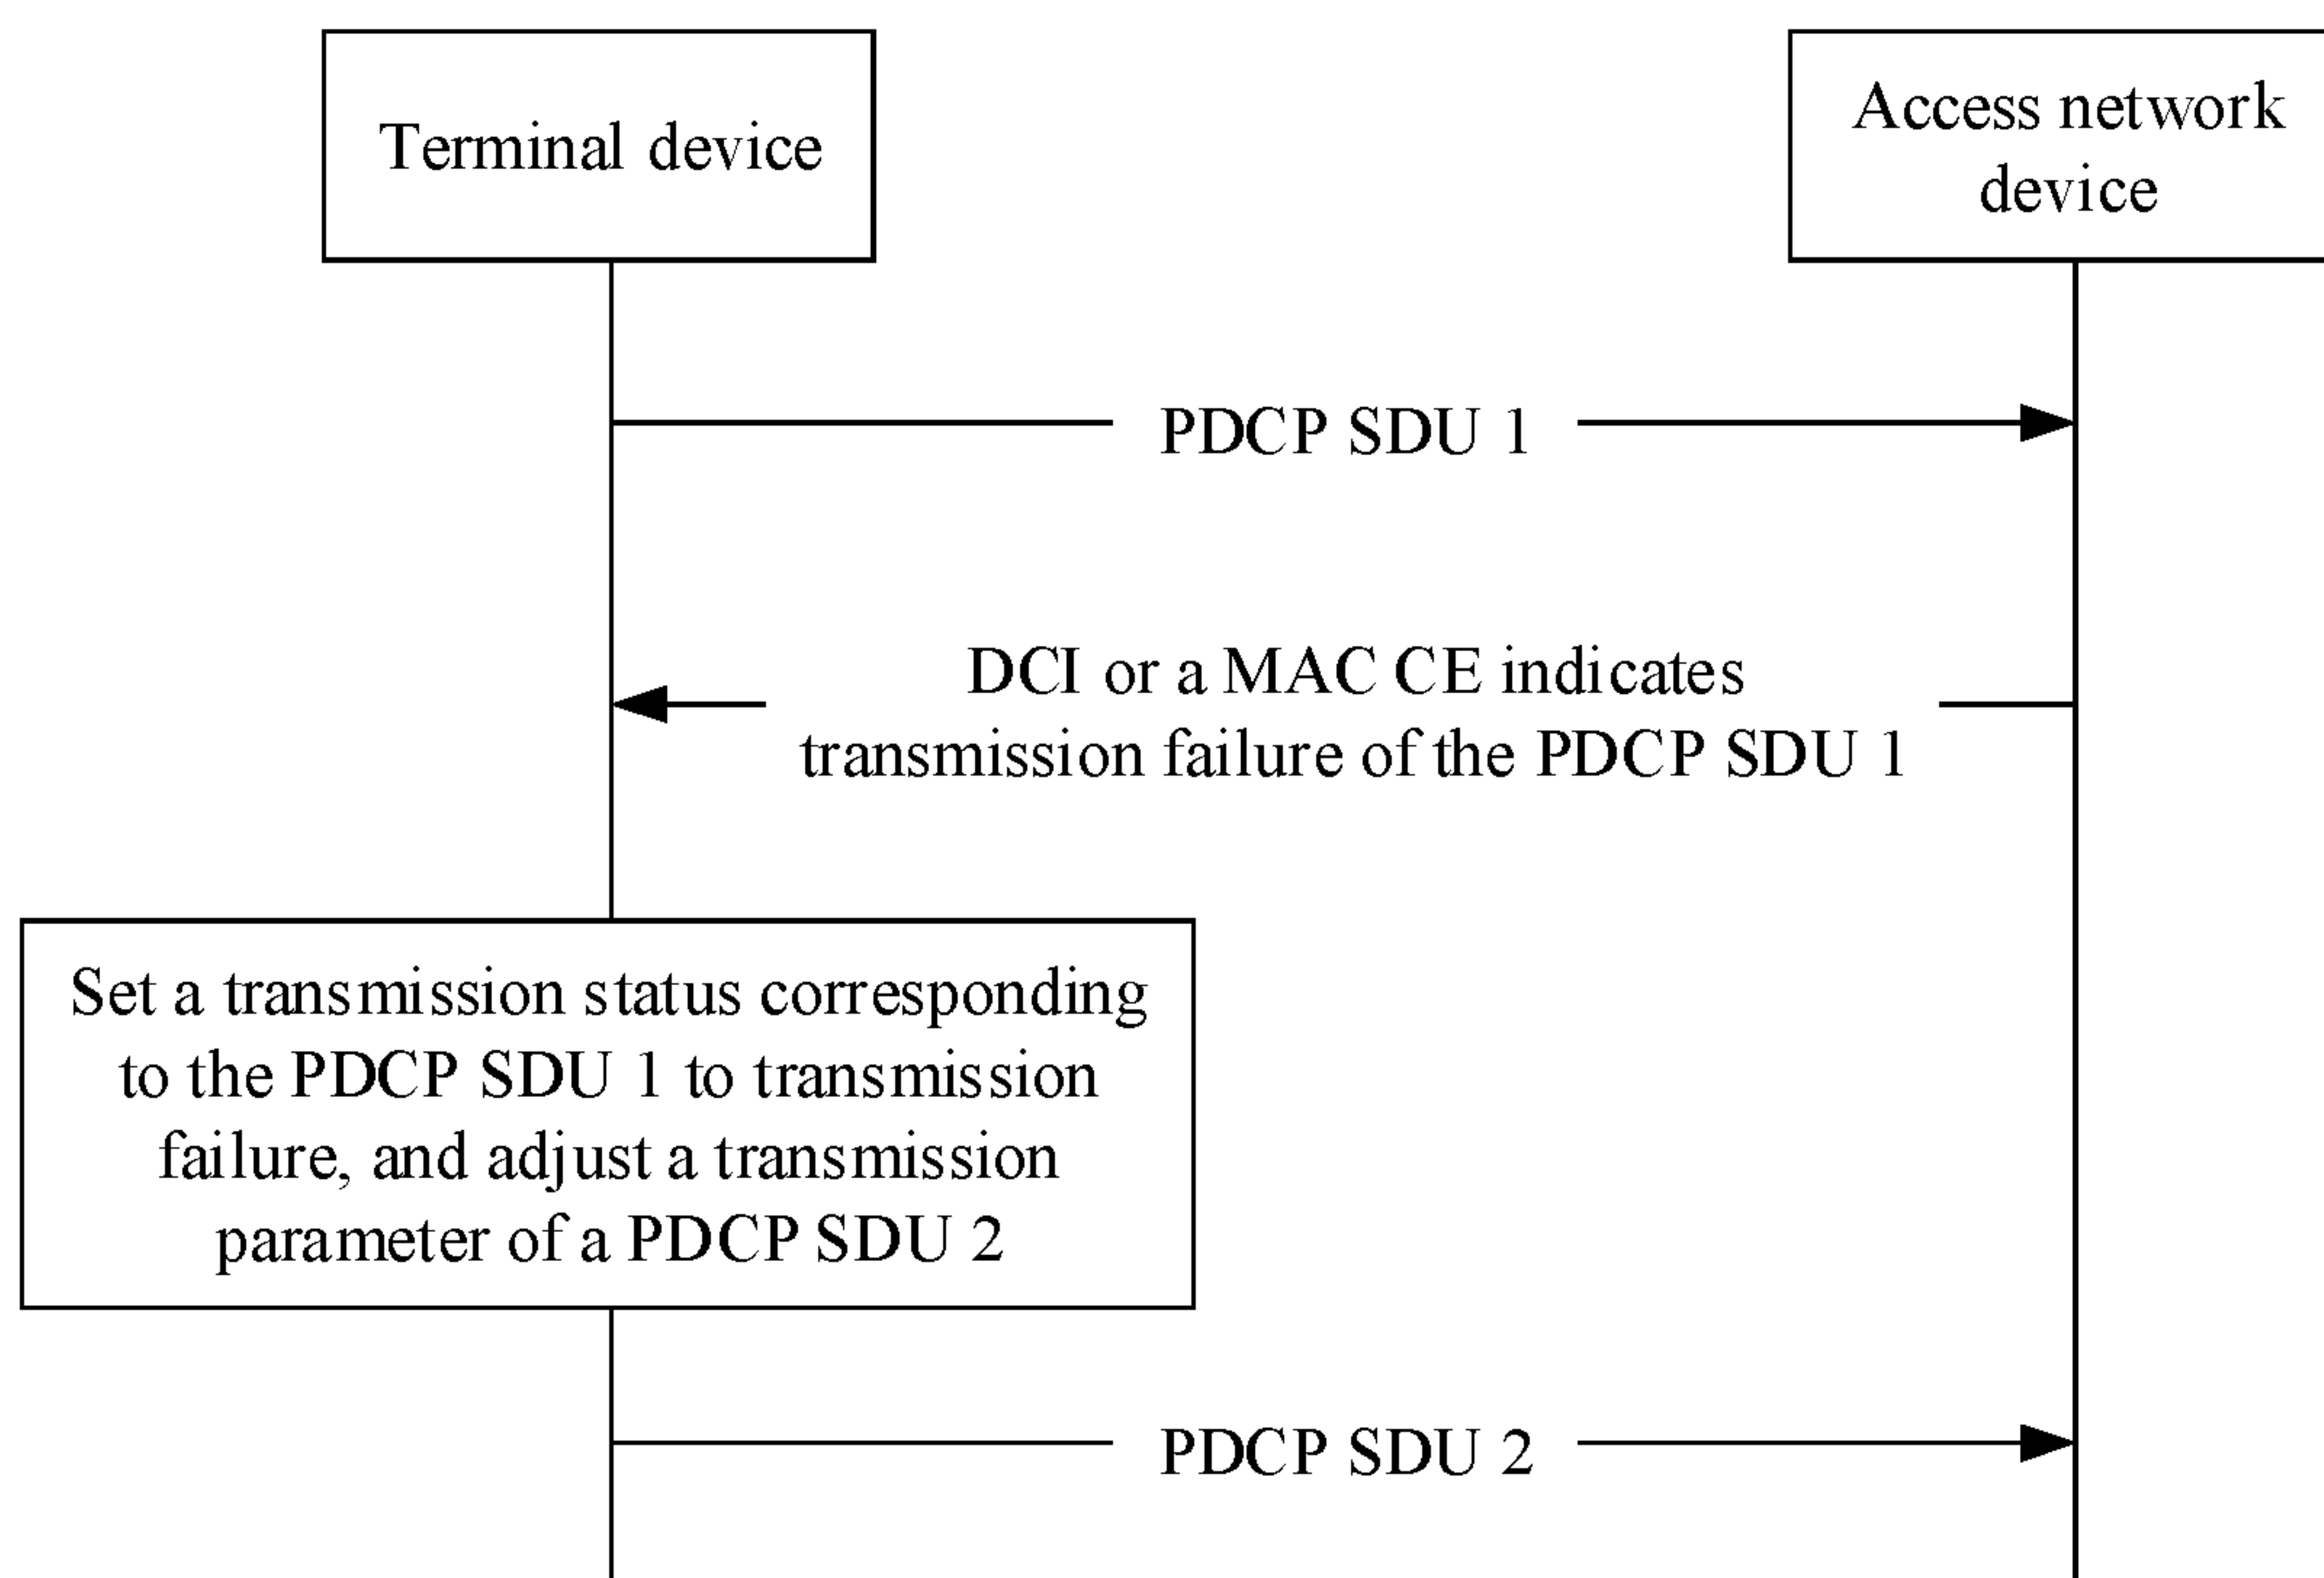 Terminal device
Access network
device
PDCP SDU 1
DCI or a MAC CE indicates
transmission failure of the PDCP SDU 1
Set a transmission status corresponding
to the PDCP SDU 1 to transmission
failure, and adjust a transmission
parameter of a PDCP SDU 2
PDCP SDU 2